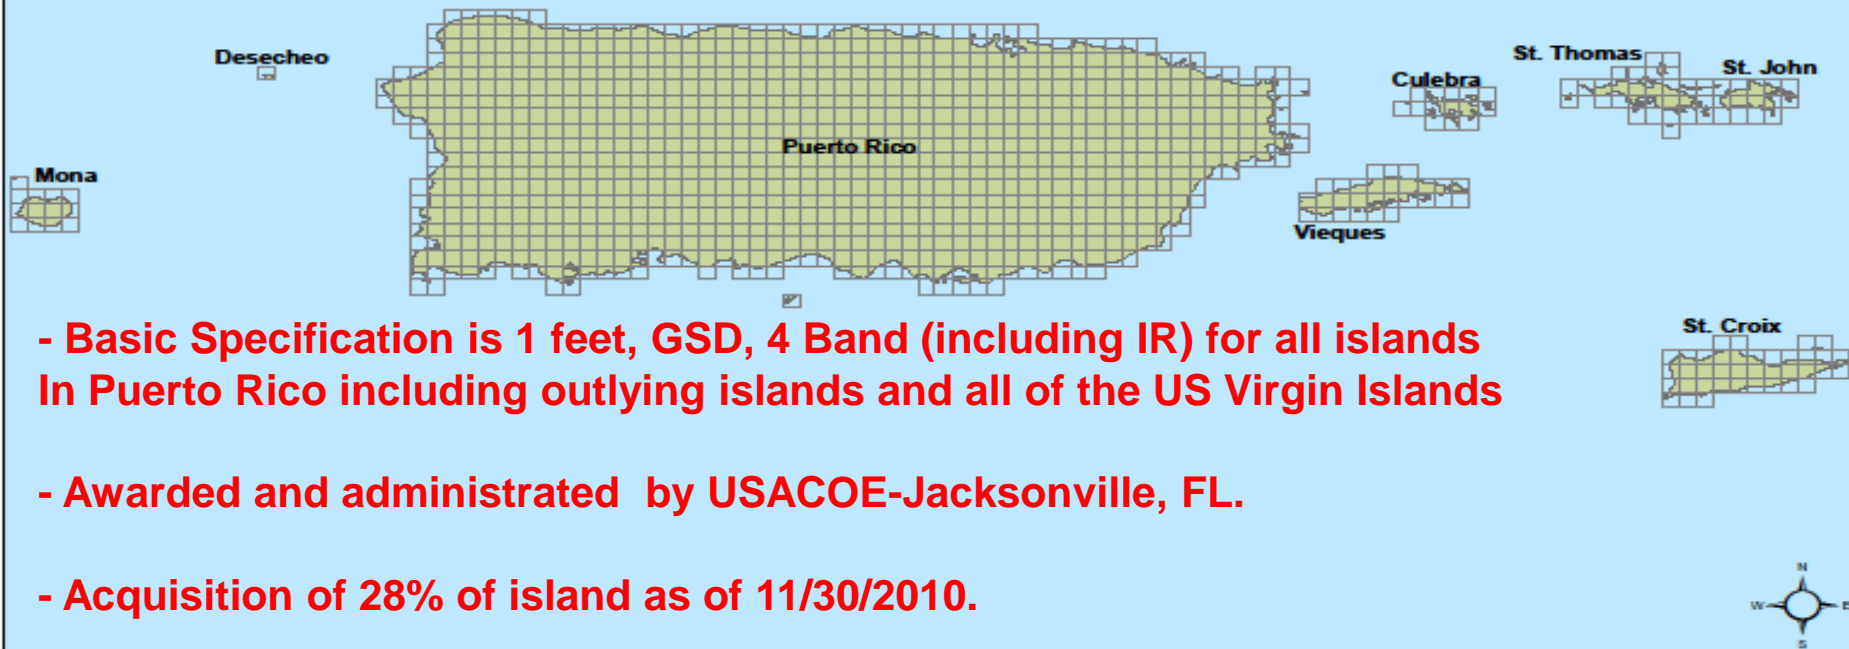 Desecheo
St. Thomas
St. John
Culebra
Puerto Rico
Mona
Vieques
St. Croix
- Basic Specification is 1 feet, GSD, 4 Band (including IR) for all islands
In Puerto Rico including outlying islands and all of the US Virgin Islands
- Awarded and administrated  by USACOE-Jacksonville, FL.
- Acquisition of 28% of island as of 11/30/2010.
N
W
E
S